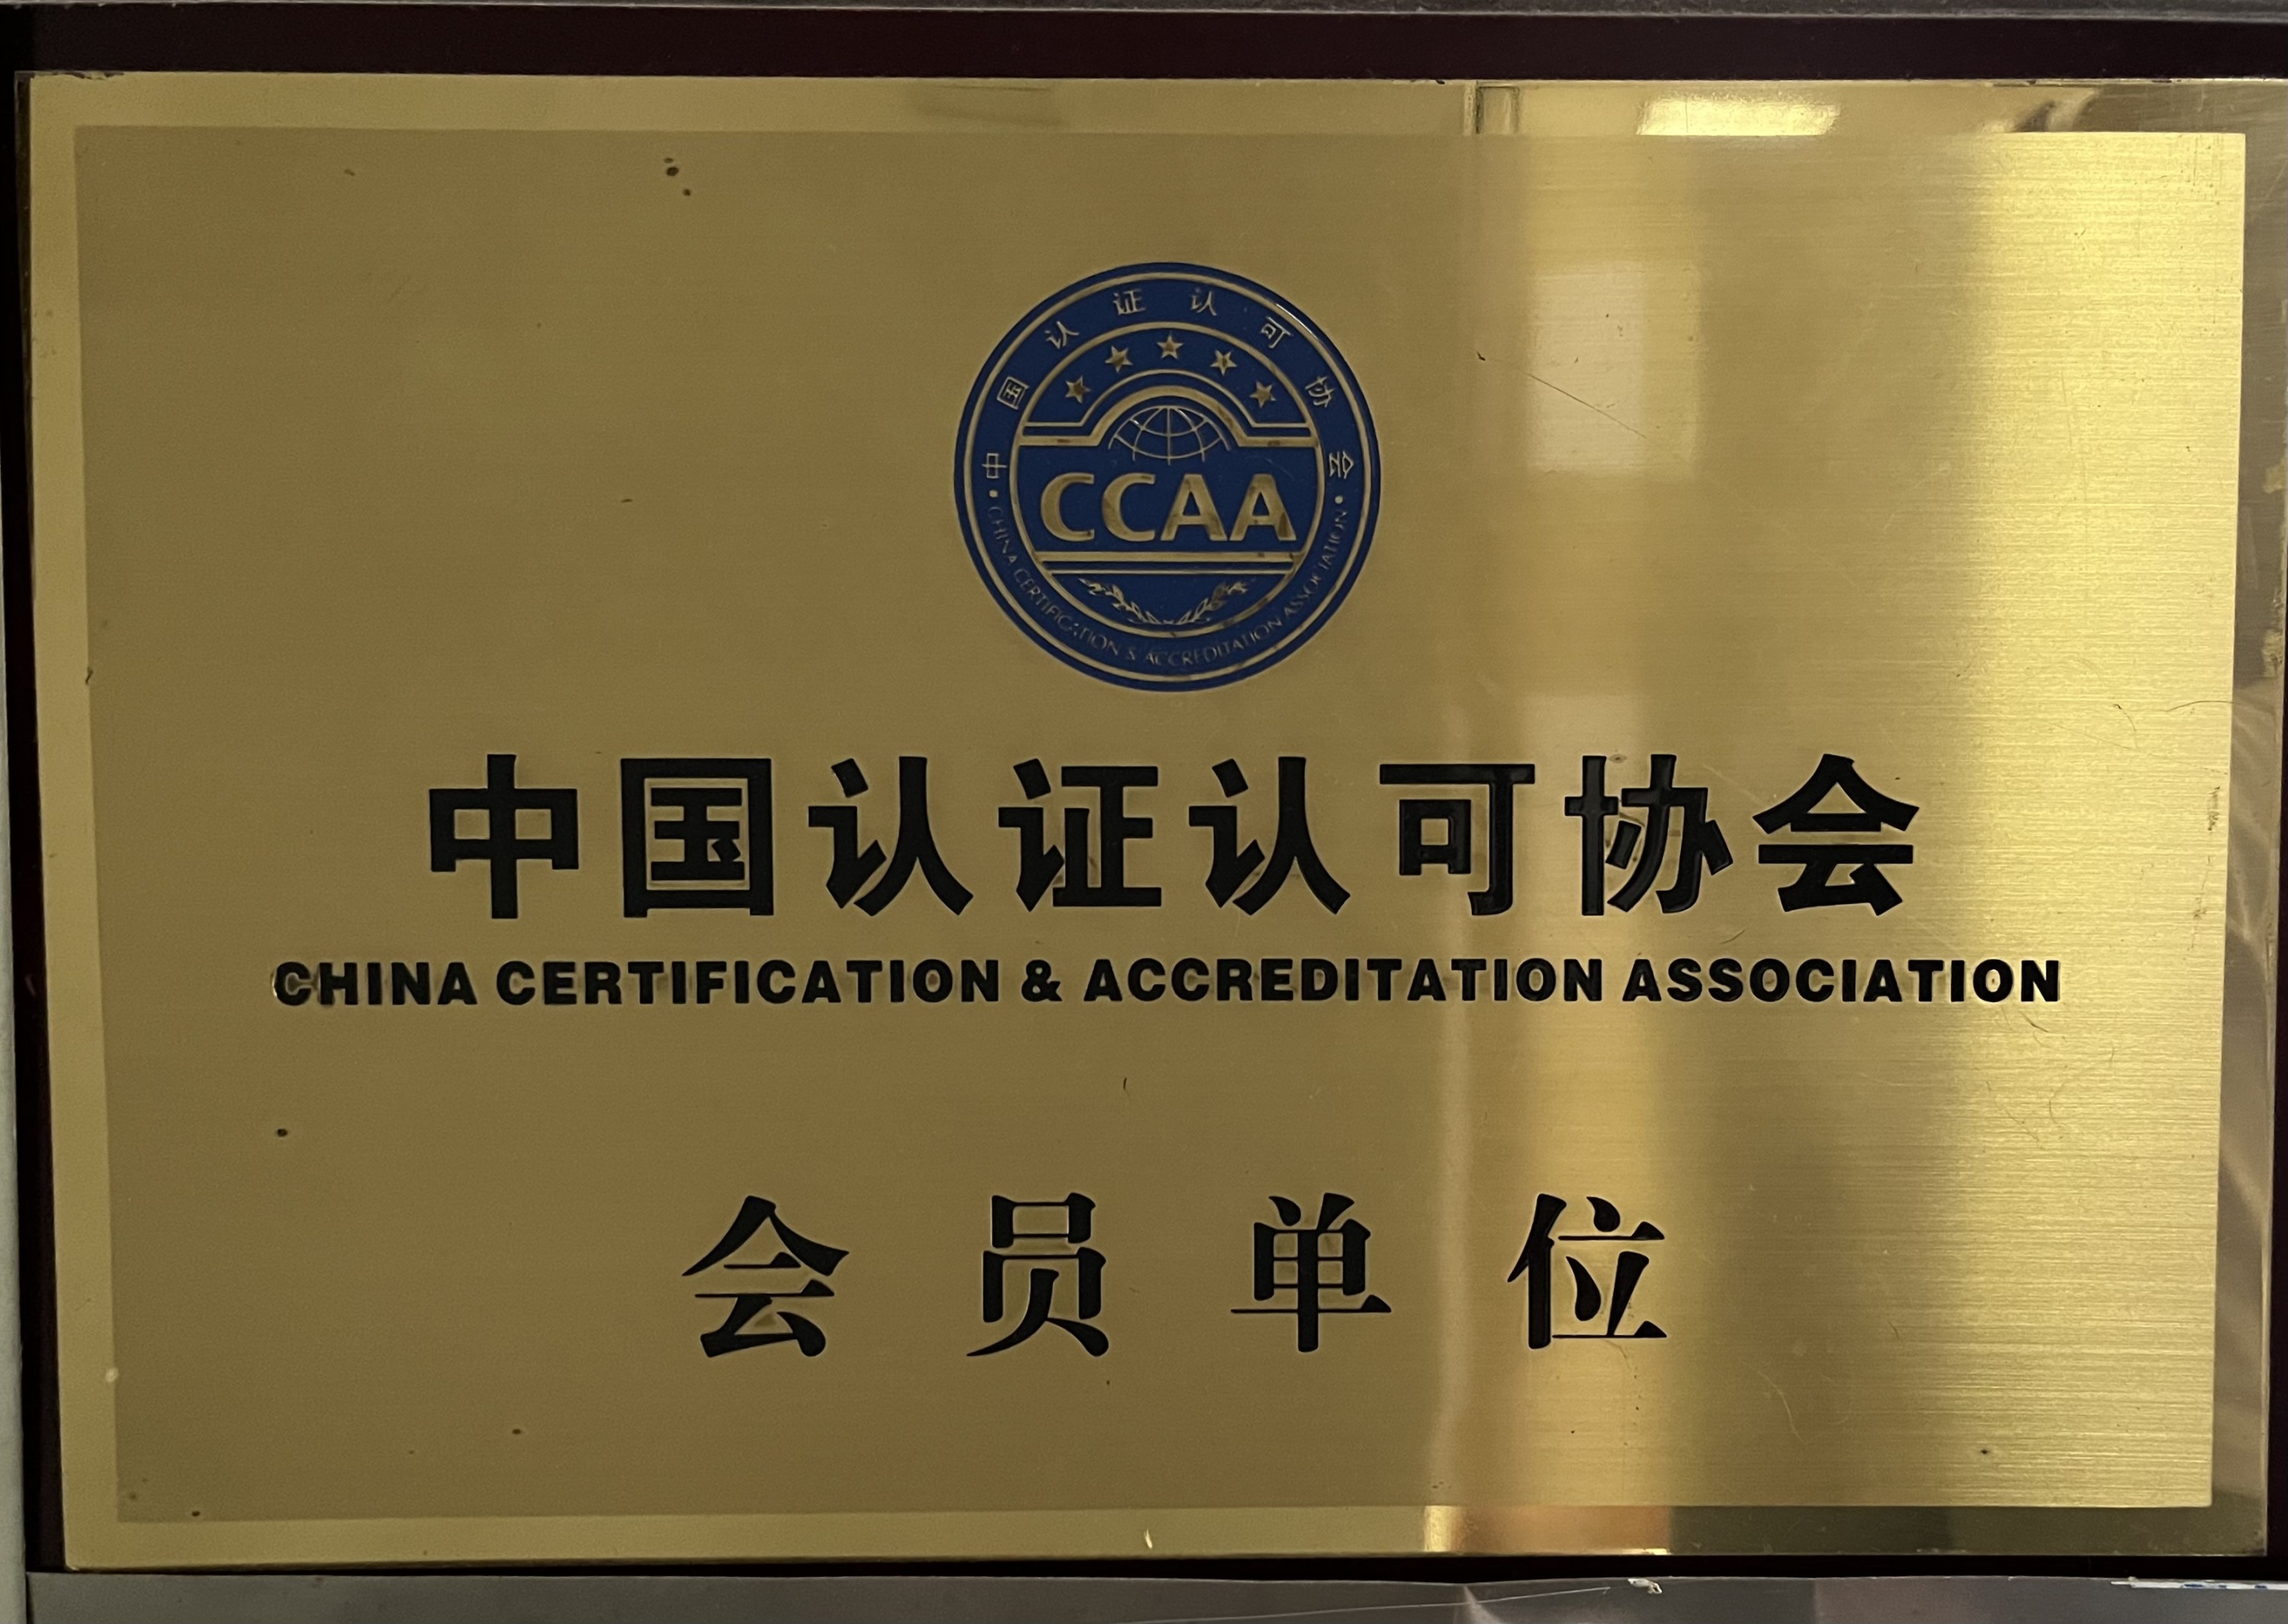 中国认证认可协会
CCAA
CHINA CERTIFICATION & ACCREDITATION ASSOCIATION
中国认证认可协会
CHINA CERTIFICATION & ACCREDITATION ASSOCIATION
会员单位